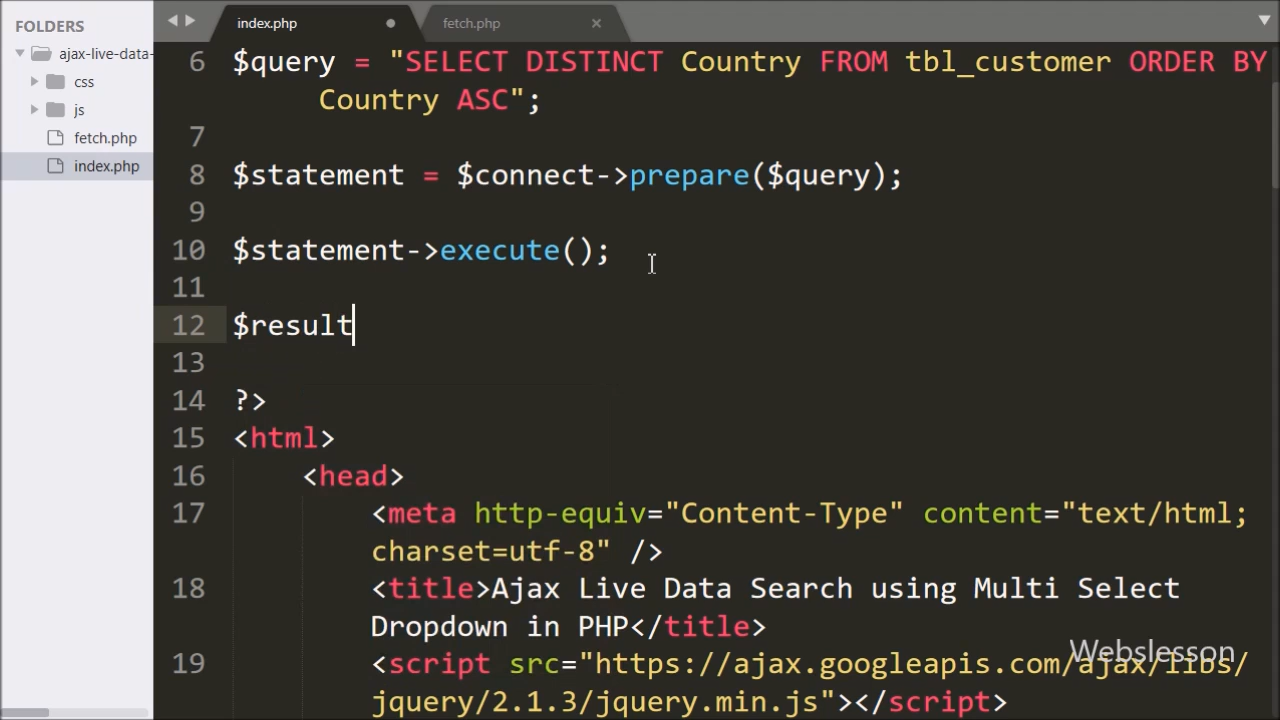 FOLDERS
ajax-live-data-
css
js
fetch.php
index.php
index.php
fetch.php
6 $query = "SELECT DISTINCT Country FROM tbl_customer ORDER BY
Country ASC";
7
8 $statement = $connect->prepare($query);
9
10 $statement->execute();
11
12 $result
13
14 ?>
15 <html>
16 <head>
17 <meta http-equiv="Content-Type" content="text/html;
charset=utf-8" />
18 <title>Ajax Live Data Search using Multi Select
Dropdown in PHP</title>
19 <script src="https://ajax.googleapis.com/ajax/libs/
jquery/2.1.3/jquery.min.js"></script>
Webslesson